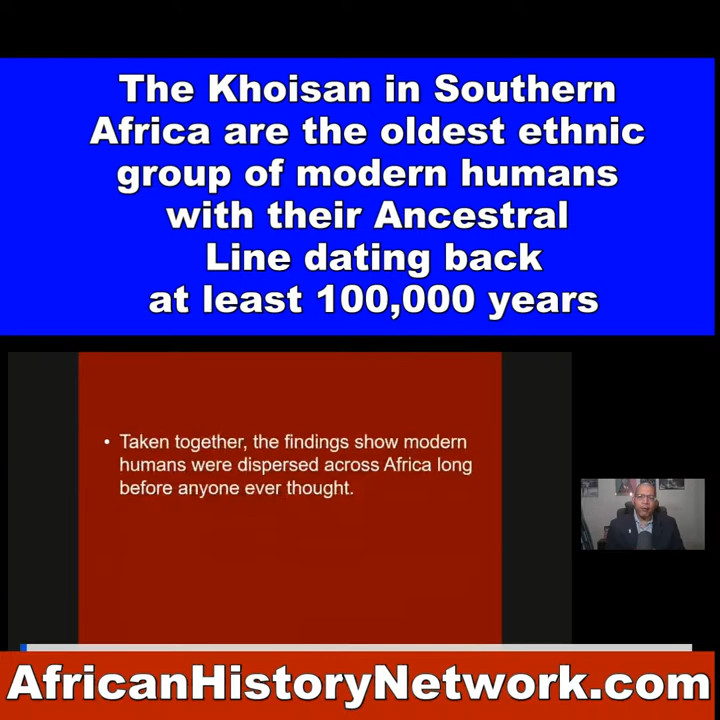 The Khoisan in Southern
Africa are the oldest ethnic
group of modern humans
with their Ancestral
Line dating back
at least 100,000 years
• Taken together, the findings show modern
humans were dispersed across Africa long
before anyone ever thought.
AfricanHistoryNetwork.com